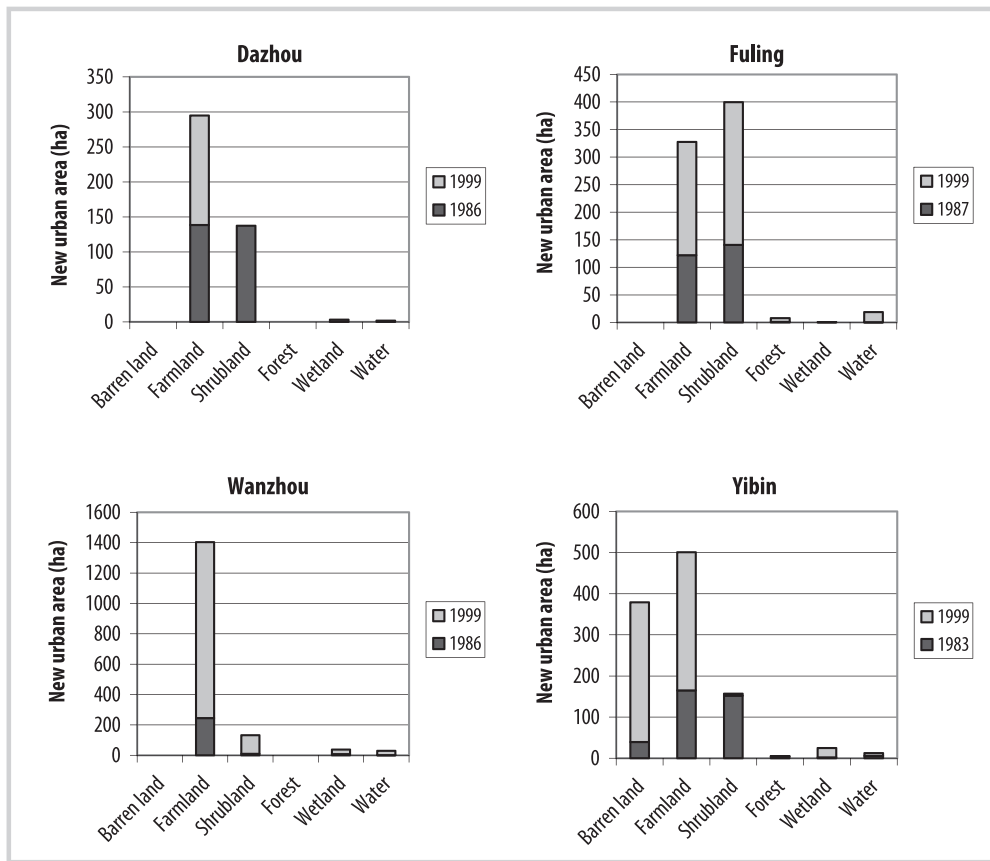 Dazhou
New urban area (ha)
350
300
250
200
150
100
50
0
Barren land
Farmland
Shrubland
Forest
Wetland
Water
1999
1986
Fuling
New urban area (ha)
450
400
350
300
250
200
150
100
50
0
Barren land
Farmland
Shrubland
Forest
Wetland
Water
1999
1987
Wanzhou
New urban area (ha)
1600
1400
1200
1000
800
600
400
200
0
Barren land
Farmland
Shrubland
Forest
Wetland
Water
1999
1986
Yibin
New urban area (ha)
600
500
400
300
200
100
0
Barren land
Farmland
Shrubland
Forest
Wetland
Water
1999
1983